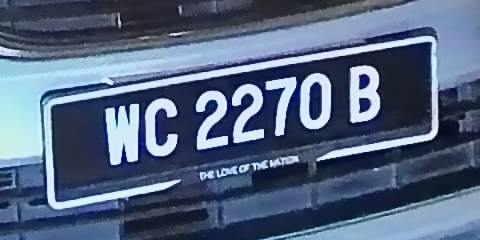 WC 2270 B
THE LOVE OF THE NATION